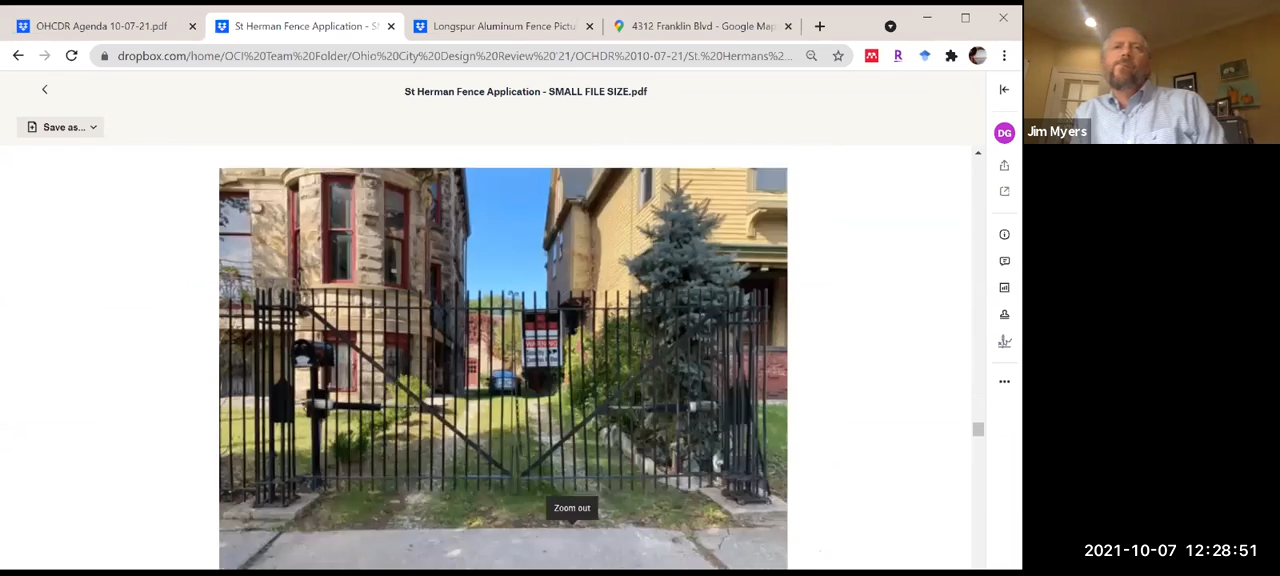 OHCDR Agenda 10-07-21.pdf
St Herman Fence Application - S
Longspur Aluminum Fence Pictu
4312 Franklin Blvd - Google Map
dropbox.com/home/OCI%20Team%20Folder/Ohio%20City%20Design%20Review%20'21/OCHDR%2010-07-21/St.%20Hermans%2...
St Herman Fence Application - SMALL FILE SIZE.pdf
Save as...
DG
Jim Myers
WARNING
Zoom out
2021-10-07 12:28:51